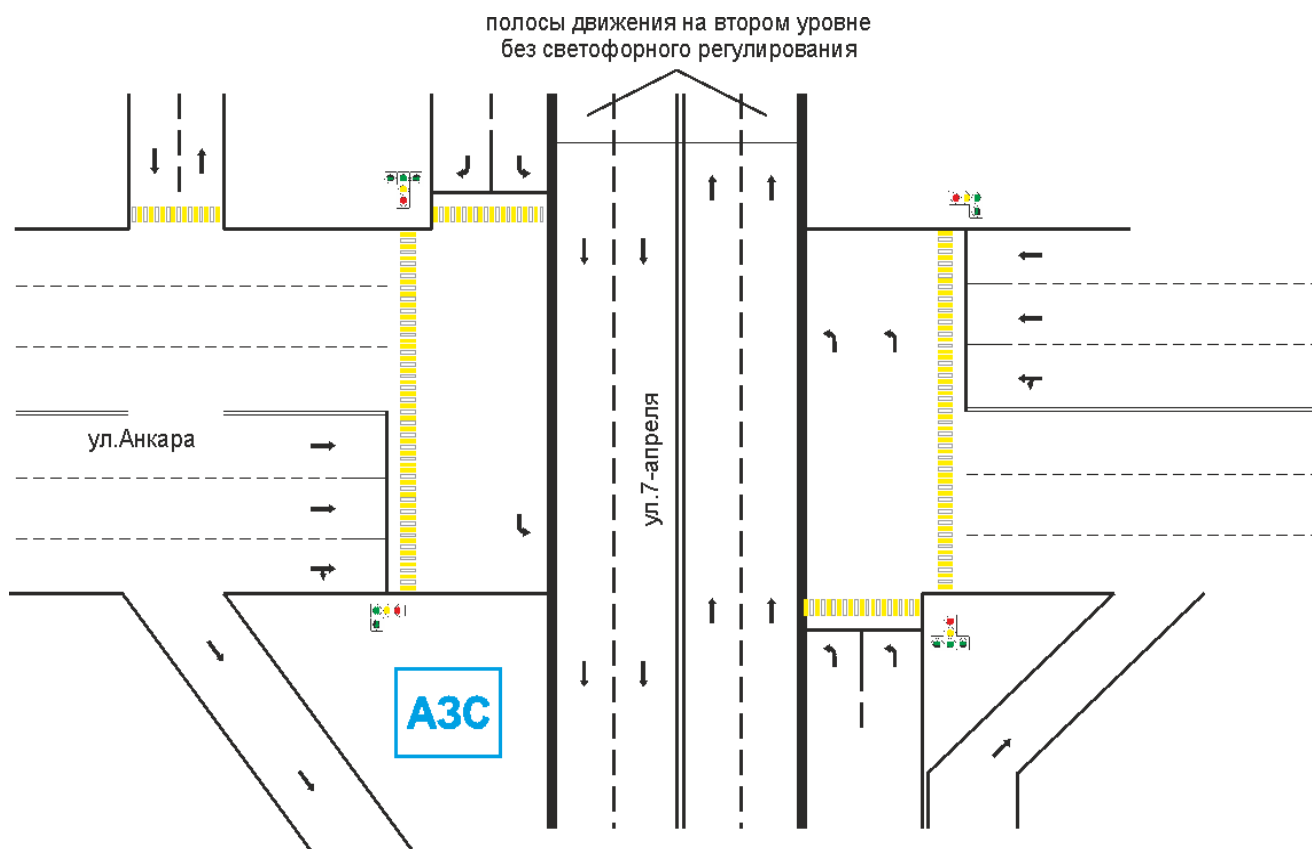 полосы движения на втором уровне
без светофорного регулирования
ул.Анкара
ул.7-апреля
АЗС